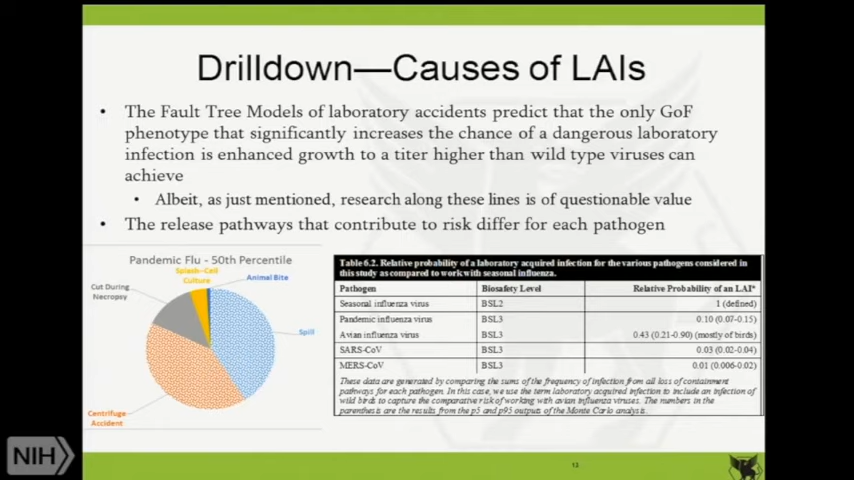 Drilldown—Causes of LAIs
• The Fault Tree Models of laboratory accidents predict that the only GoF
phenotype that significantly increases the chance of a dangerous laboratory
infection is enhanced growth to a titer higher than wild type viruses can
achieve
• Albeit, as just mentioned, research along these lines is of questionable value
• The release pathways that contribute to risk differ for each pathogen
Pandemic Flu - 50th Percentile
Splash-Cell
Culture
Animal Bite
Cut During
Necropsy
Spill
Centrifuge
Accident
Table 6.2. Relative probability of a laboratory acquired infection for the various pathogens considered in
this study as compared to work with seasonal influenza.
Pathogen Biosafety Level Relative Probability of an LAI*
Seasonal influenza virus BSL2 1 (defined)
Pandemic influenza virus BSL3 0.10 (0.07-0.15)
Avian influenza virus BSL3 0.43 (0.21-0.90) (mostly of birds)
SARS-CoV BSL3 0.03 (0.02-0.04)
MERS-CoV BSL3 0.01 (0.006-0.02)
These data are generated by comparing the sums of the frequency of infection from all loss of containment
pathways for each pathogen. In this case, we use the term laboratory acquired infection to include an infection of
wild birds to capture the comparative risk of working with avian influenza viruses. The numbers in the
parenthesis are the results from the p5 and p95 outputs of the Monte Carlo analysis.
13
NIH